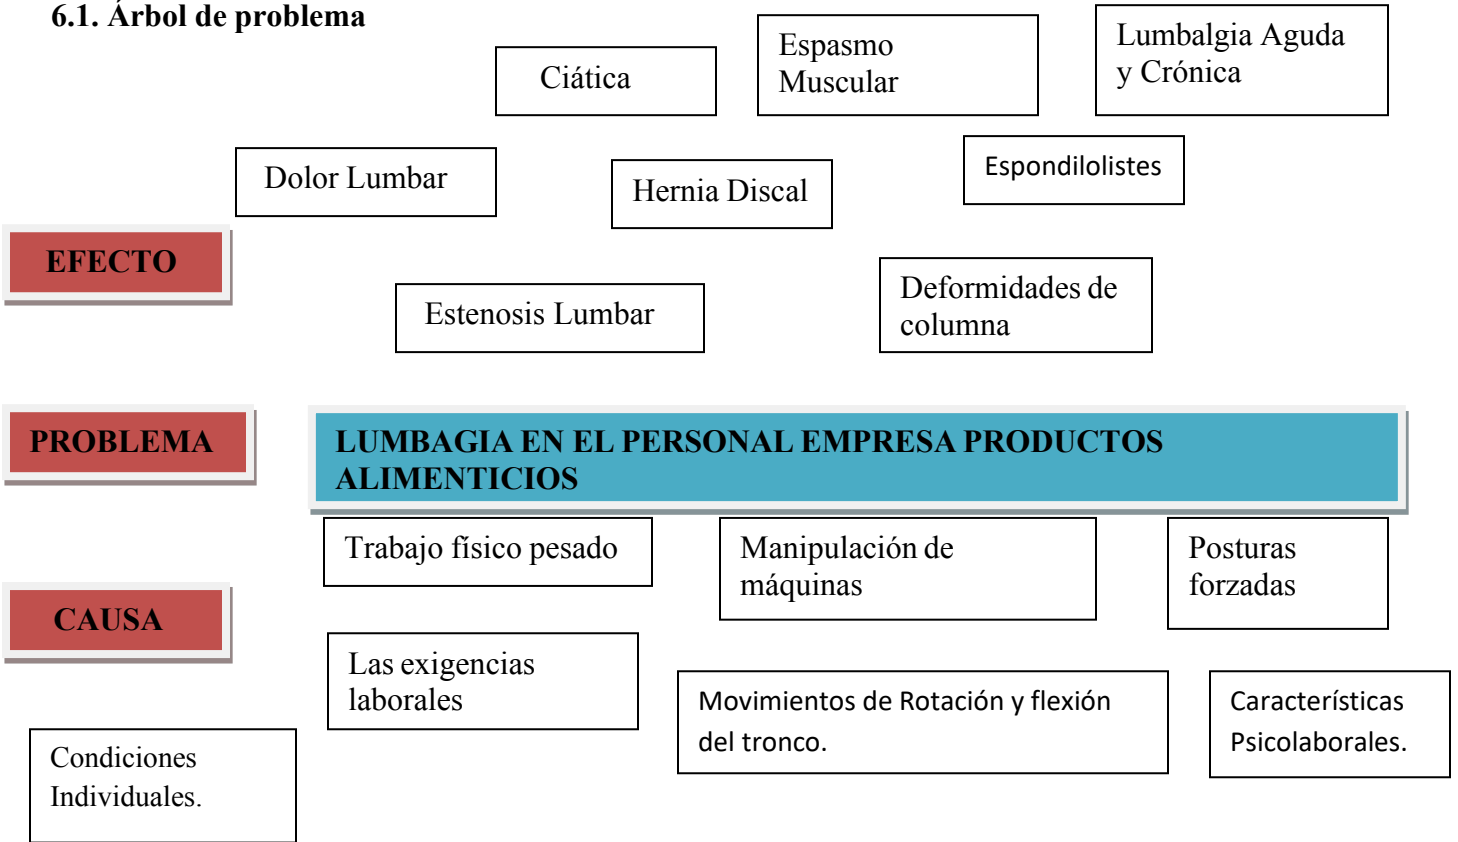 6.1. Árbol de problema
Ciática
Espasmo
Muscular
Lumbalgia Aguda
y Crónica
Dolor Lumbar
Hernia Discal
Espondilolistes
EFECTO
Estenosis Lumbar
Deformidades de
columna
PROBLEMA
LUMBAGIA EN EL PERSONAL EMPRESA PRODUCTOS
ALIMENTICIOS
Trabajo físico pesado
Manipulación de
máquinas
Posturas
forzadas
CAUSA
Las exigencias
laborales
Movimientos de Rotación y flexión
del tronco.
Características
Psicolaborales.
Condiciones
Individuales.